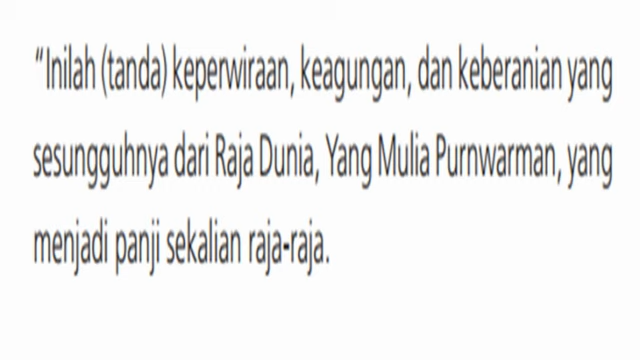 “Inilah (tanda) keperwiraan, keagungan, dan keberanian yang
sesungguhnya dari Raja Dunia, Yang Mulia Purnwarman, yang
menjadi panji sekalian raja-raja.